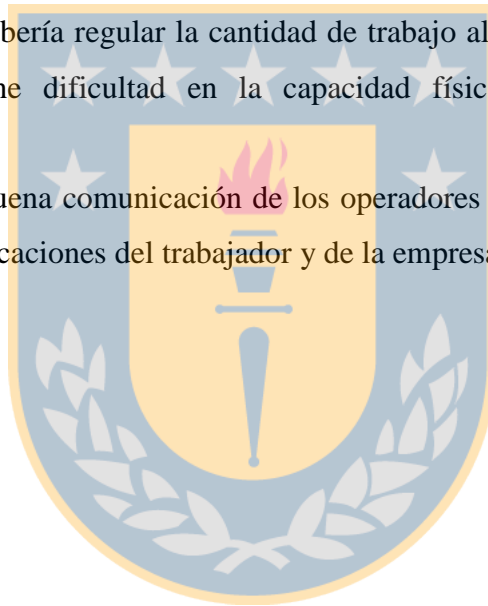 bería regular la cantidad de trabajo al
ne dificultad en la capacidad físic
uena comunicación de los operadores
caciones del trabajador y de la empresa